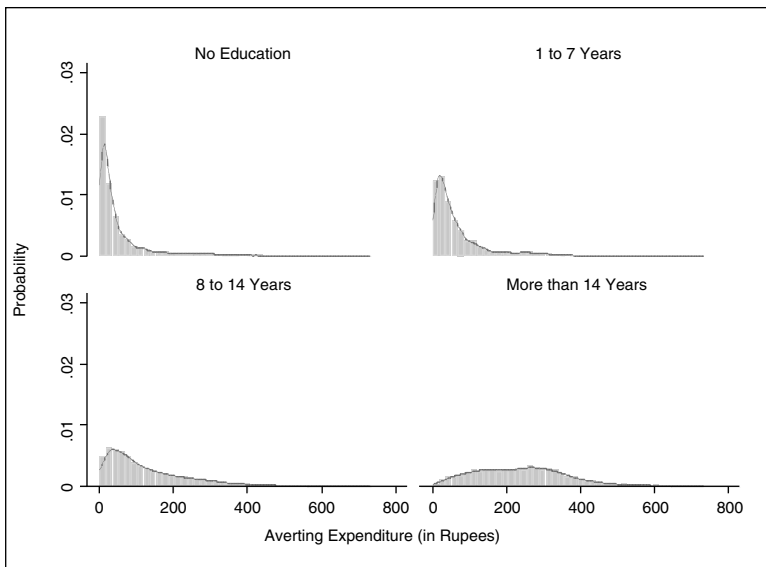 No Education
1 to 7 Years
.03
.02
.01
0
8 to 14 Years
More than 14 Years
.03
.02
.01
0
0 200 400 600 800
0 200 400 600 800
Probability
Averting Expenditure (in Rupees)